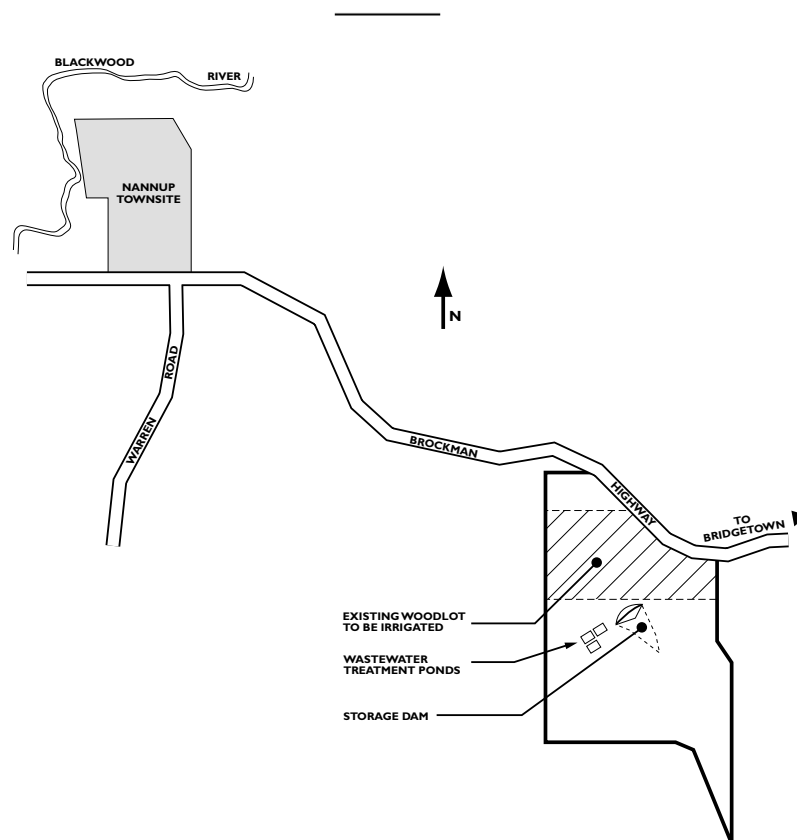 BLACKWOOD
RIVER
NANNUP
TOWNSITE
N
ROAD
WARREN
BROCKMAN
HIGHWAY
TO
BRIDGETOWN
EXISTING WOODLOT
TO BE IRRIGATED
WASTEWATER
TREATMENT PONDS
STORAGE DAM